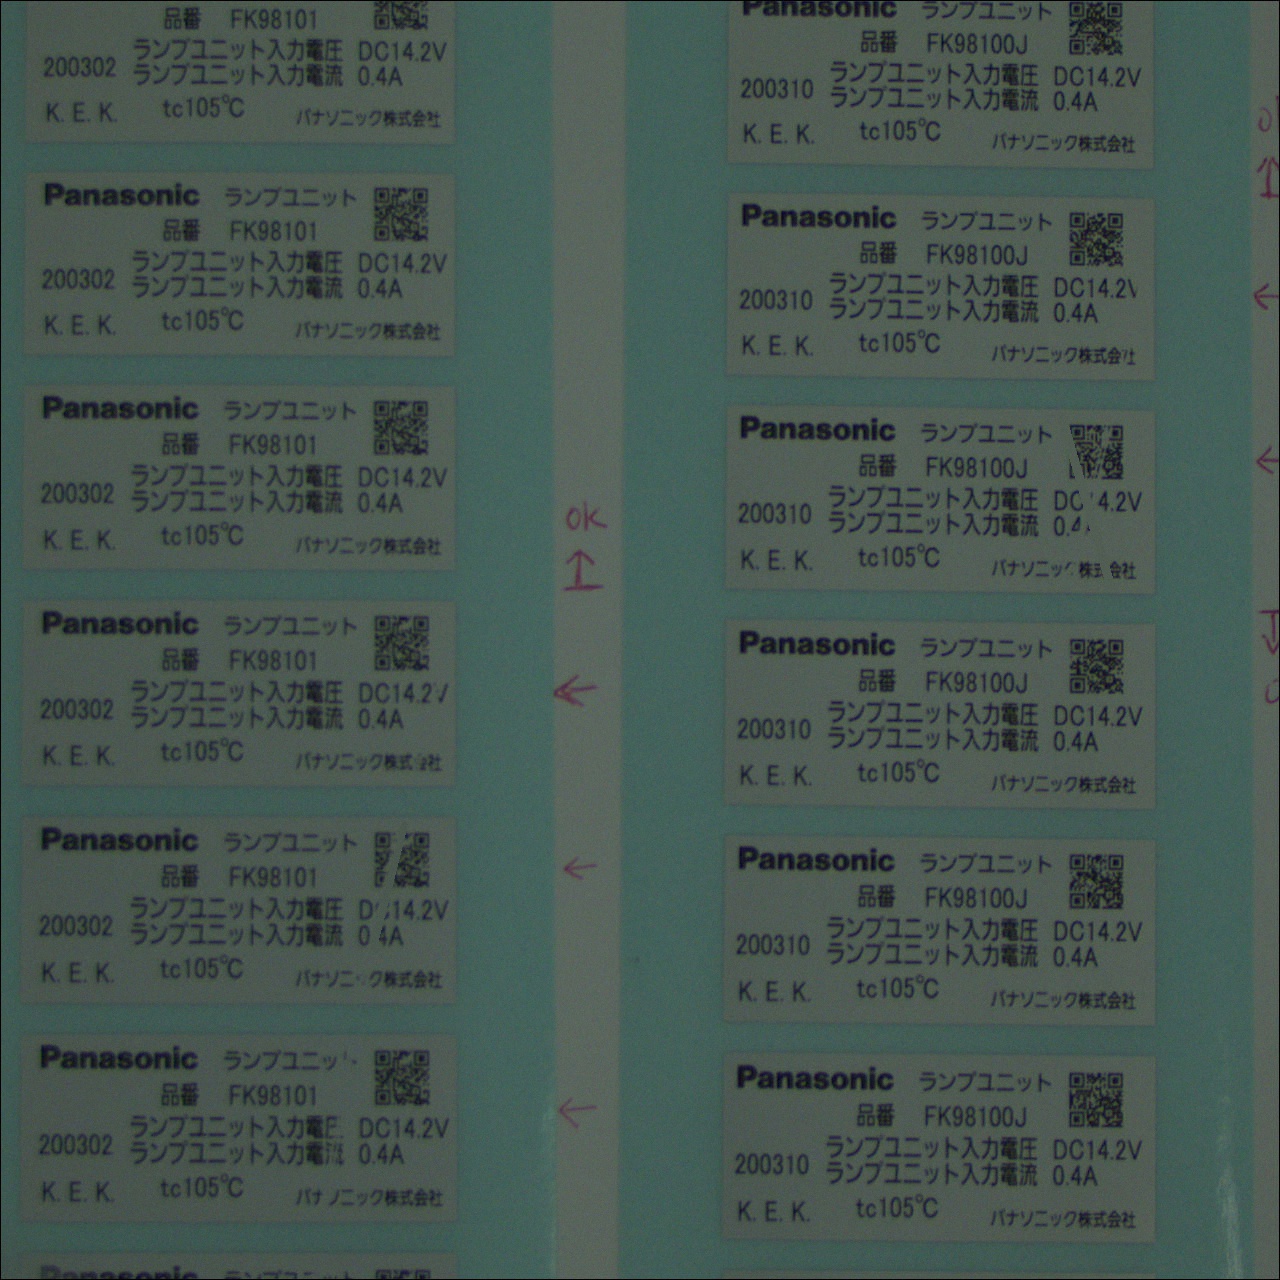 品番 FK98101
ランプユニット入力電圧 DC14.2V
200302 ランプユニット入力電流 0.4A
K. E. K. tc105℃ パナソニック株式会社
Panasonic ランプユニット
品番 FK98101
ランプユニット入力電圧 DC14.2V
200302 ランプユニット入力電流 0.4A
K. E. K. tc105℃ パナソニック株式会社
Panasonic ランプユニット
品番 FK98101
ランプユニット入力電圧 DC14.2V
200302 ランプユニット入力電流 0.4A
K. E. K. tc105℃ パナソニック株式会社
Panasonic ランプユニット
品番 FK98101
ランプユニット入力電圧 DC14.2V
200302 ランプユニット入力電流 0.4A
K. E. K. tc105℃ パナソニック株式会社
Panasonic ランプユニット
品番 FK98101
ランプユニット入力電圧 D 14.2V
200302 ランプユニット入力電流 0 4A
K. E. K. tc105℃ パナソニック株式会社
Panasonic ランプユニッ
品番 FK98101
ランプユニット入力電圧 DC14.2V
200302 ランプユニット入力電流 0.4A
K. E. K. tc105℃ パナソニック株式会社
Panasonic ランプユニット
OK
Panasonic ランプユニット
品番 FK98100J
ランプユニット入力電圧 DC14.2V
200310 ランプユニット入力電流 0.4A
K. E. K. tc105℃ パナソニック株式会社
Panasonic ランプユニット
品番 FK98100J
ランプユニット入力電圧 DC14.2V
200310 ランプユニット入力電流 0.4A
K. E. K. tc105℃ パナソニック株式会社
Panasonic ランプユニット
品番 FK98100J
ランプユニット入力電圧 DC 4.2V
200310 ランプユニット入力電流 0.4
K. E. K. tc105℃ パナソニック株式会社
Panasonic ランプユニット
品番 FK98100J
ランプユニット入力電圧 DC14.2V
200310 ランプユニット入力電流 0.4A
K. E. K. tc105℃ パナソニック株式会社
Panasonic ランプユニット
品番 FK98100J
ランプユニット入力電圧 DC14.2V
200310 ランプユニット入力電流 0.4A
K. E. K. tc105℃ パナソニック株式会社
Panasonic ランプユニット
品番 FK98100J
ランプユニット入力電圧 DC14.2V
200310 ランプユニット入力電流 0.4A
K. E. K. tc105℃ パナソニック株式会社